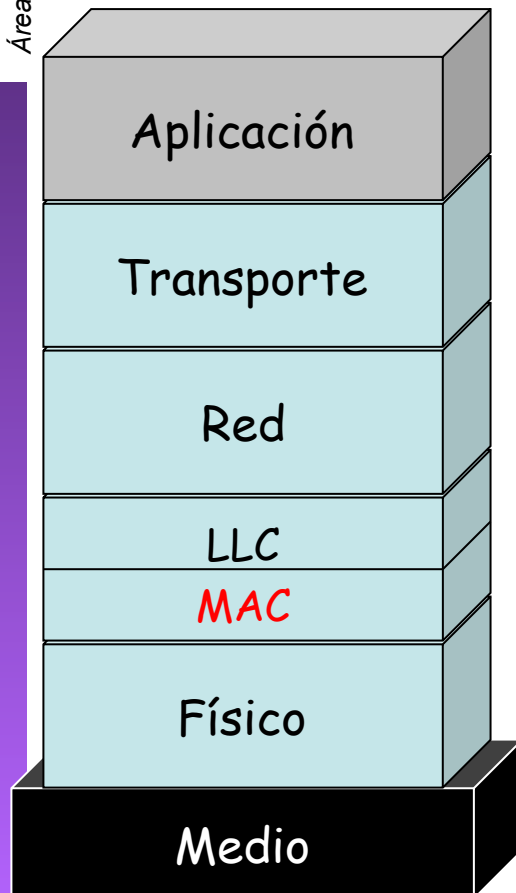 Área
Aplicación
Transporte
Red
LLC
MAC
Físico
Medio